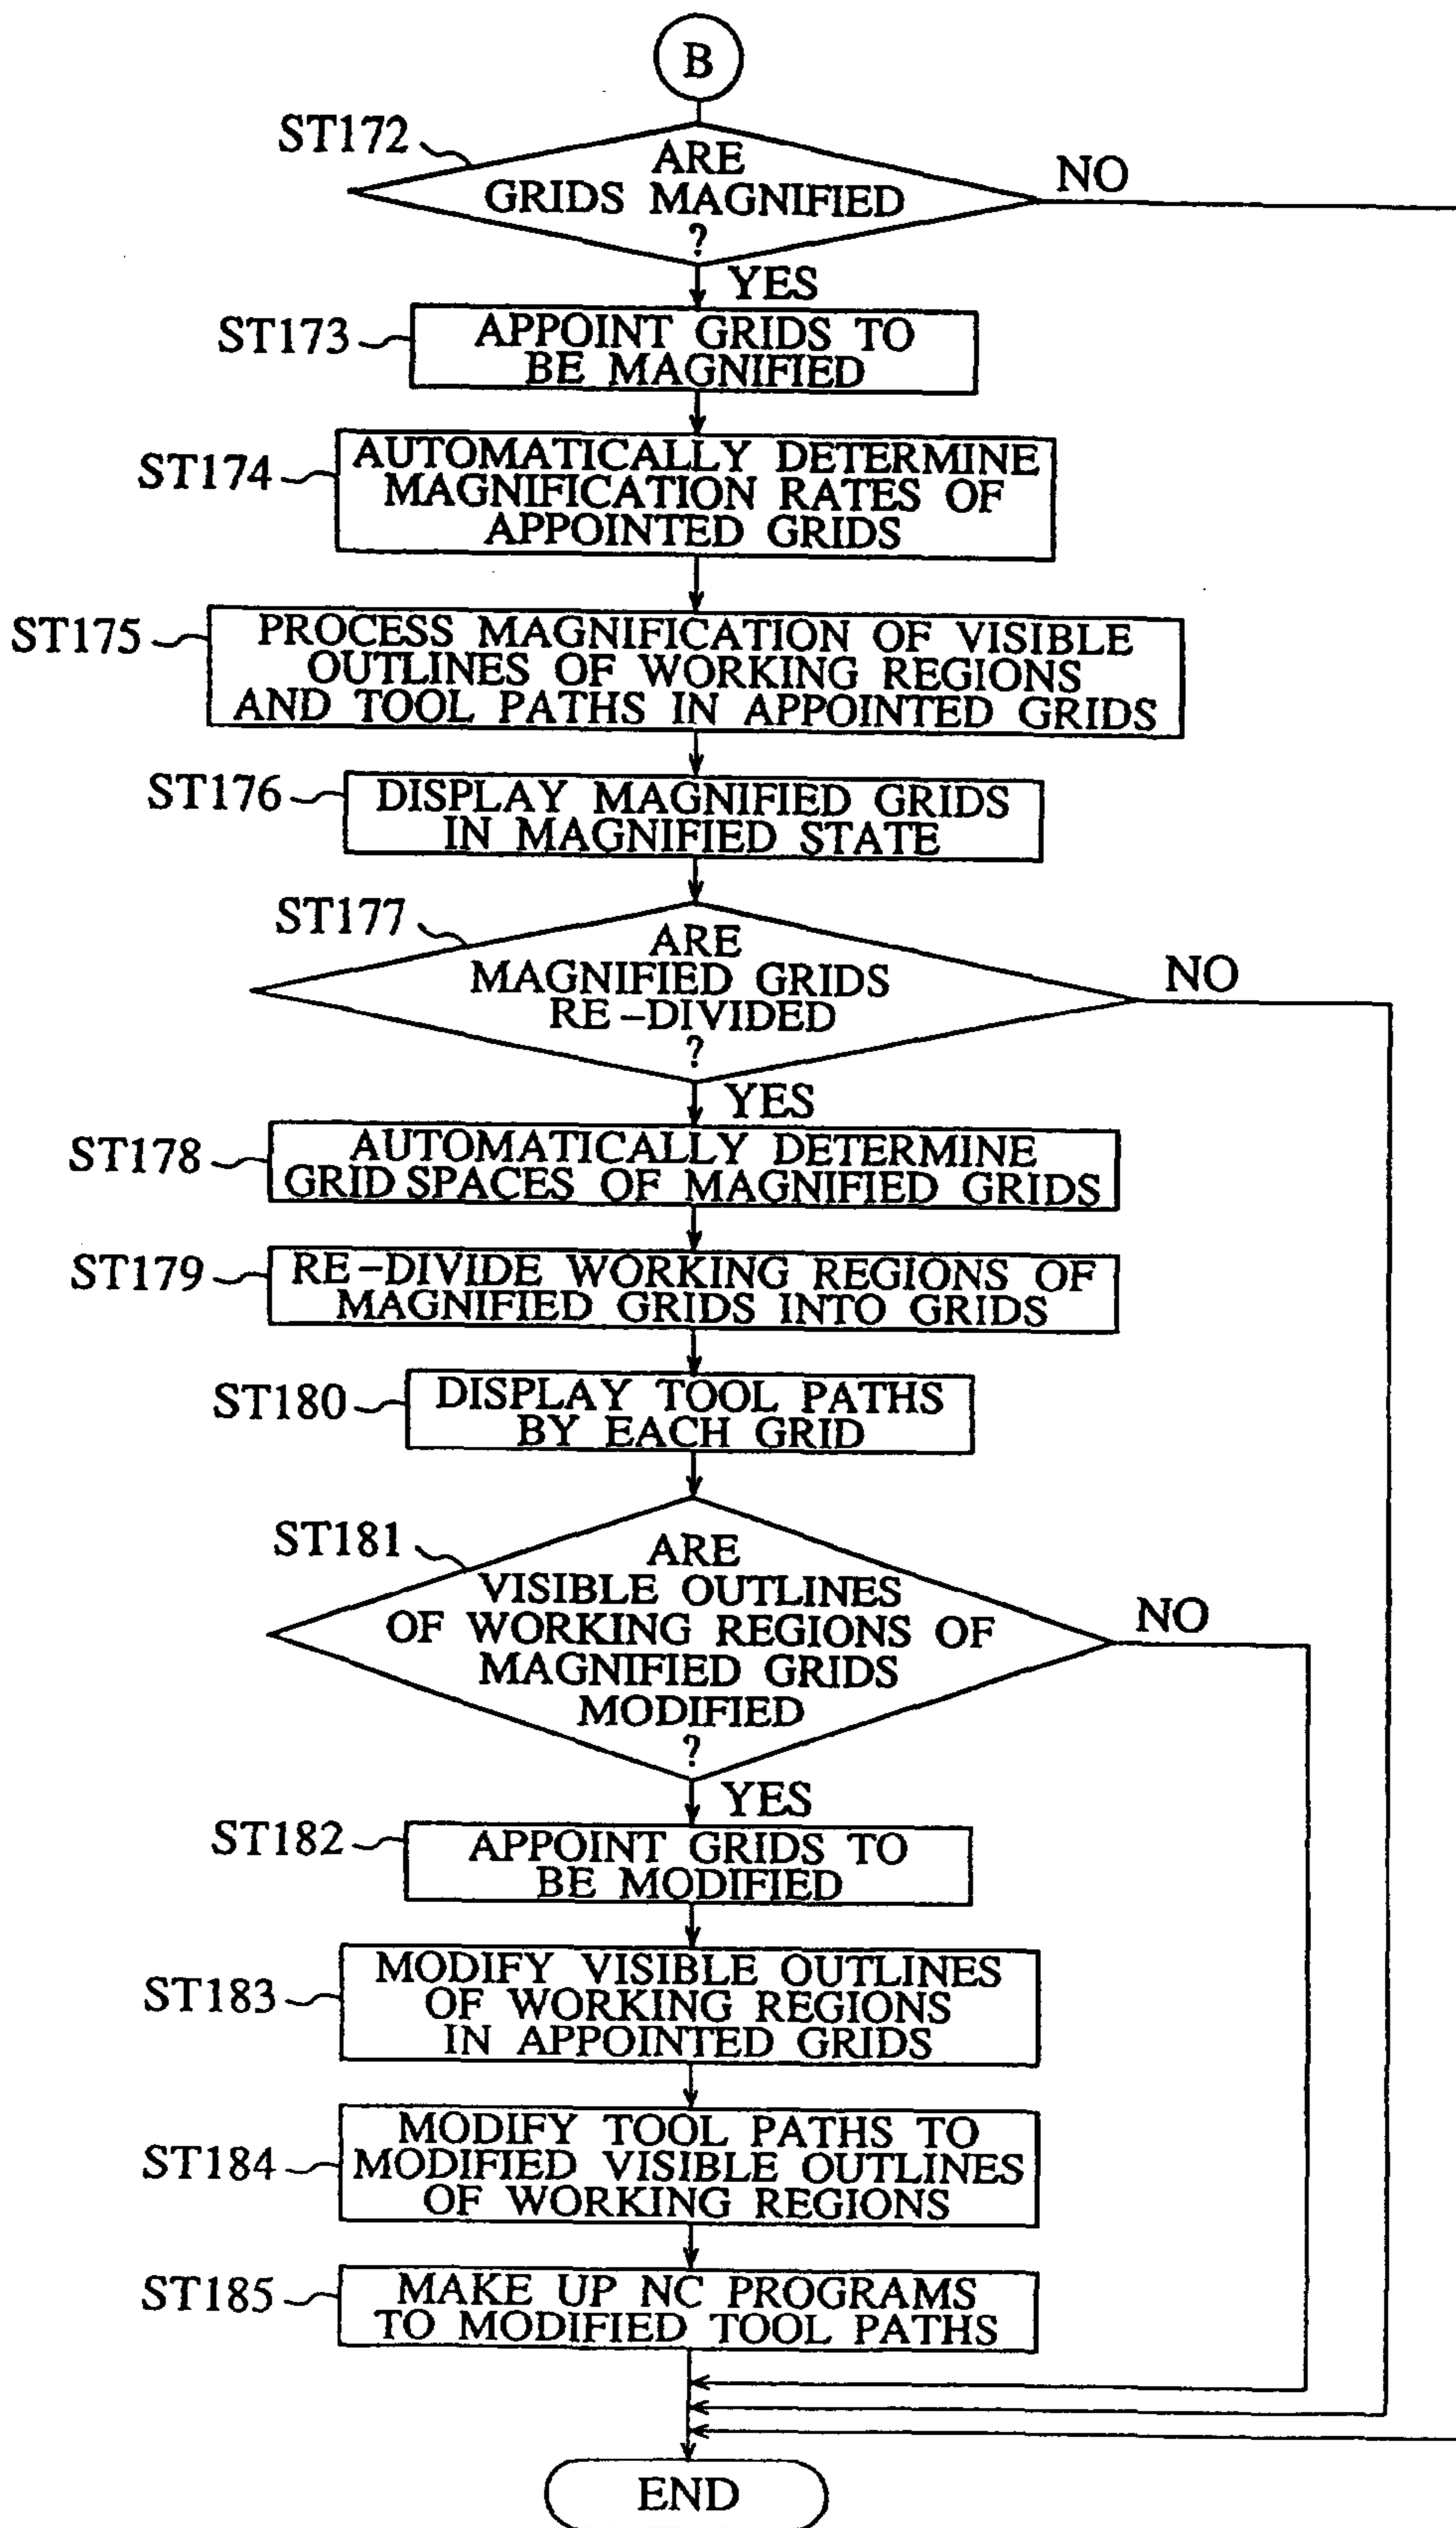 B
ST172
ARE
GRIDS MAGNIFIED
?
NO
YES
ST173
APPOINT GRIDS TO
BE MAGNIFIED
ST174
AUTOMATICALLY DETERMINE
MAGNIFICATION RATES OF
APPOINTED GRIDS
ST175
PROCESS MAGNIFICATION OF VISIBLE
OUTLINES OF WORKING REGIONS
AND TOOL PATHS IN APPOINTED GRIDS
ST176
DISPLAY MAGNIFIED GRIDS
IN MAGNIFIED STATE
ST177
ARE
MAGNIFIED GRIDS
RE-DIVIDED
?
NO
YES
ST178
AUTOMATICALLY DETERMINE
GRID SPACES OF MAGNIFIED GRIDS
ST179
RE-DIVIDE WORKING REGIONS OF
MAGNIFIED GRIDS INTO GRIDS
ST180
DISPLAY TOOL PATHS
BY EACH GRID
ST181
ARE
VISIBLE OUTLINES
OF WORKING REGIONS OF
MAGNIFIED GRIDS
MODIFIED
?
NO
YES
ST182
APPOINT GRIDS TO
BE MODIFIED
ST183
MODIFY VISIBLE OUTLINES
OF WORKING REGIONS
IN APPOINTED GRIDS
ST184
MODIFY TOOL PATHS TO
MODIFIED VISIBLE OUTLINES
OF WORKING REGIONS
ST185
MAKE UP NC PROGRAMS
TO MODIFIED TOOL PATHS
END